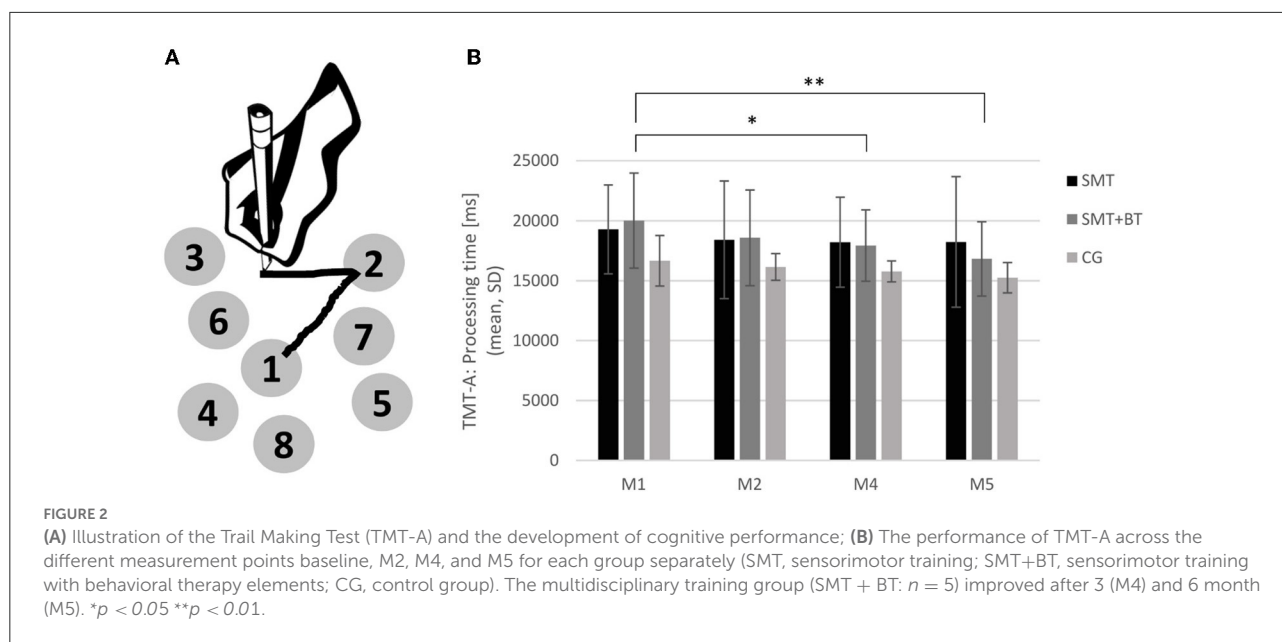 A
3
2
6
7
1
4
5
8
B
**
*
TMT-A: Processing time [ms]
(mean, SD)
25000
20000
15000
10000
5000
0
M1 M2 M4 M5
SMT
SMT+BT
CG
FIGURE 2
(A) Illustration of the Trail Making Test (TMT-A) and the development of cognitive performance; (B) The performance of TMT-A across the
different measurement points baseline, M2, M4, and M5 for each group separately (SMT, sensorimotor training; SMT+BT, sensorimotor training
with behavioral therapy elements; CG, control group). The multidisciplinary training group (SMT + BT: n = 5) improved after 3 (M4) and 6 month
(M5). *p < 0.05 **p < 0.01.